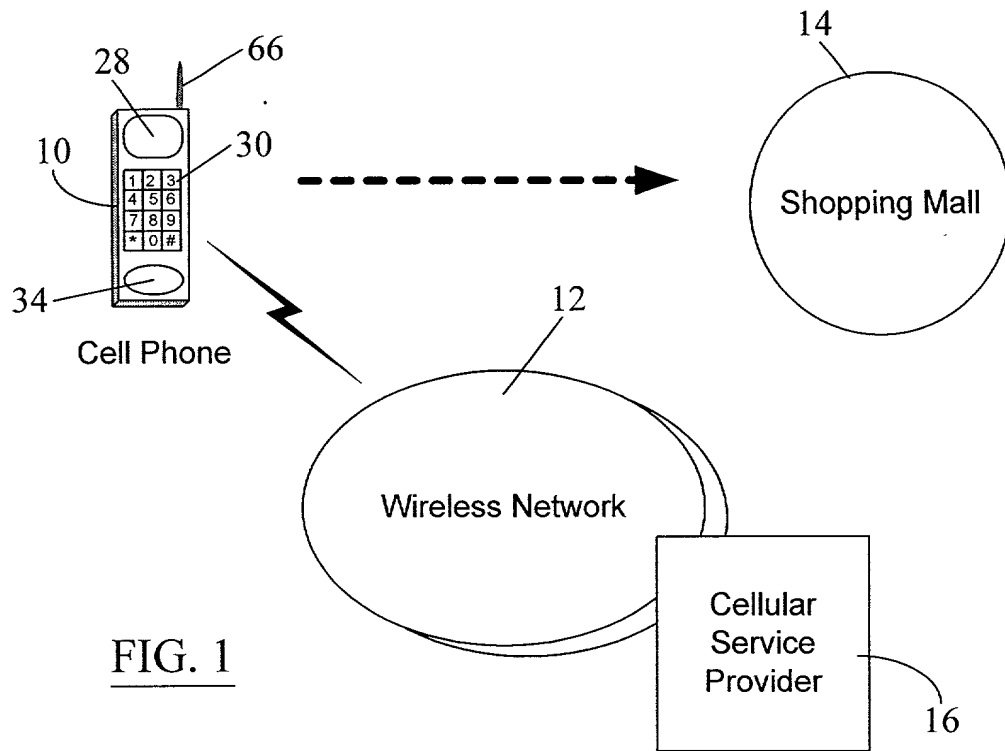 66
14
28
10
30
1 2 3
4 5 6
7 8 9
* 0 #
Shopping Mall
34
12
Cell Phone
Wireless Network
Cellular
Service
Provider
FIG. 1
16